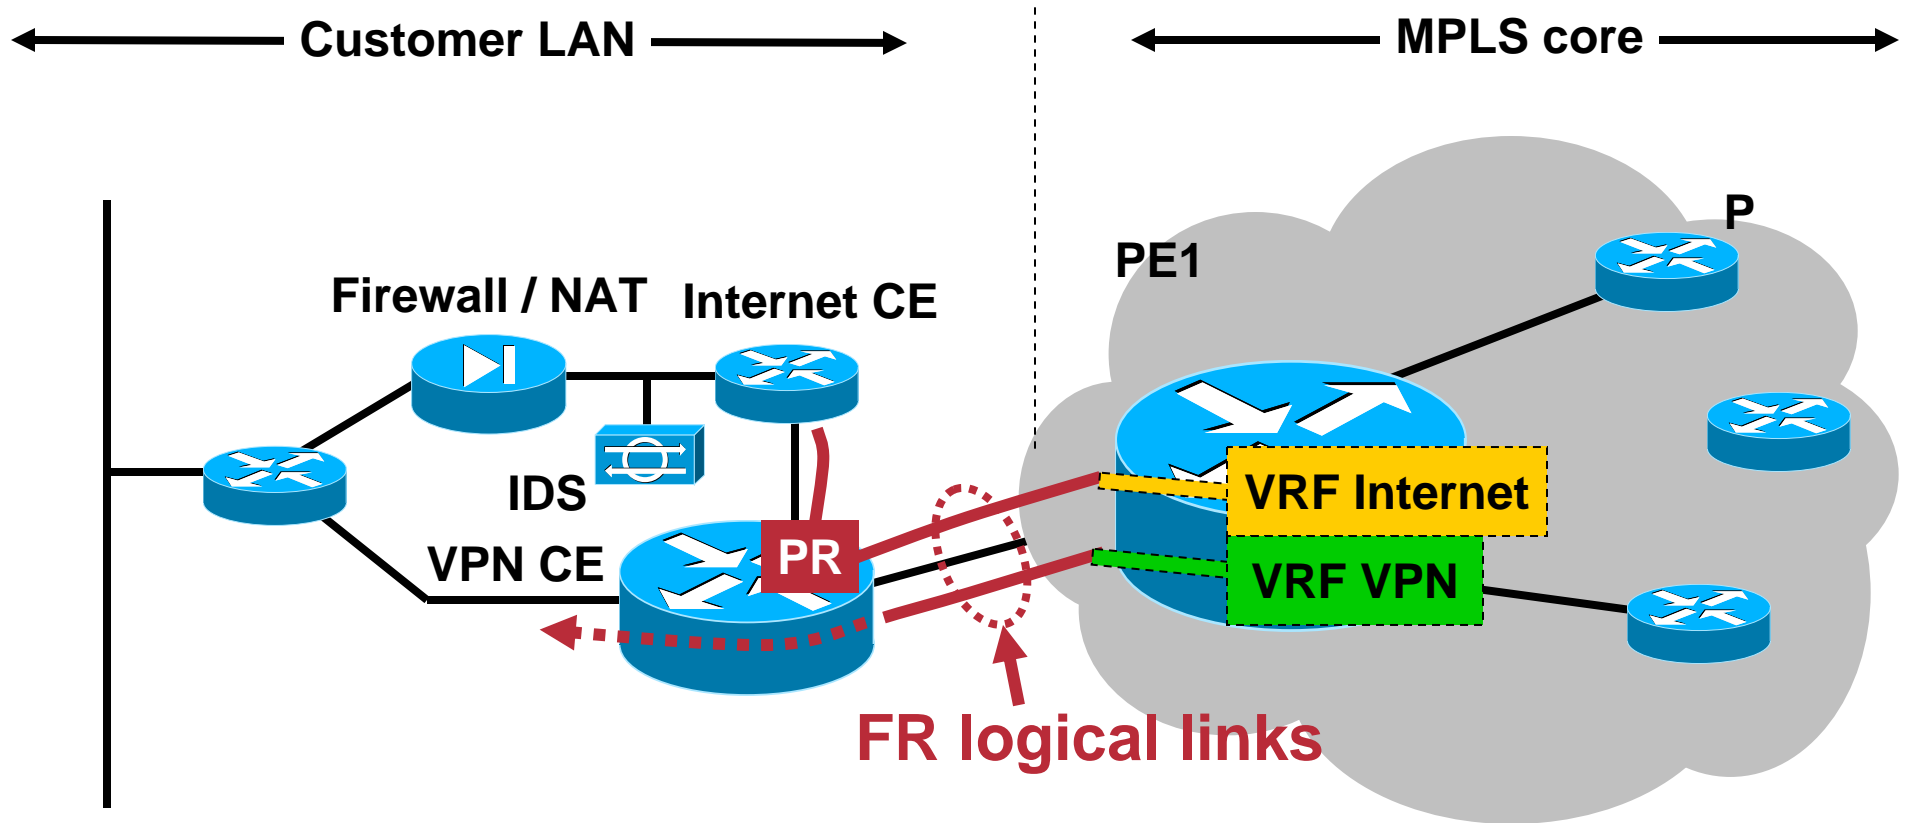 Customer LAN
MPLS core
P
PE1
Firewall / NAT
Internet CE
IDS
VRF Internet
VPN CE
PR
VRF VPN
FR logical links